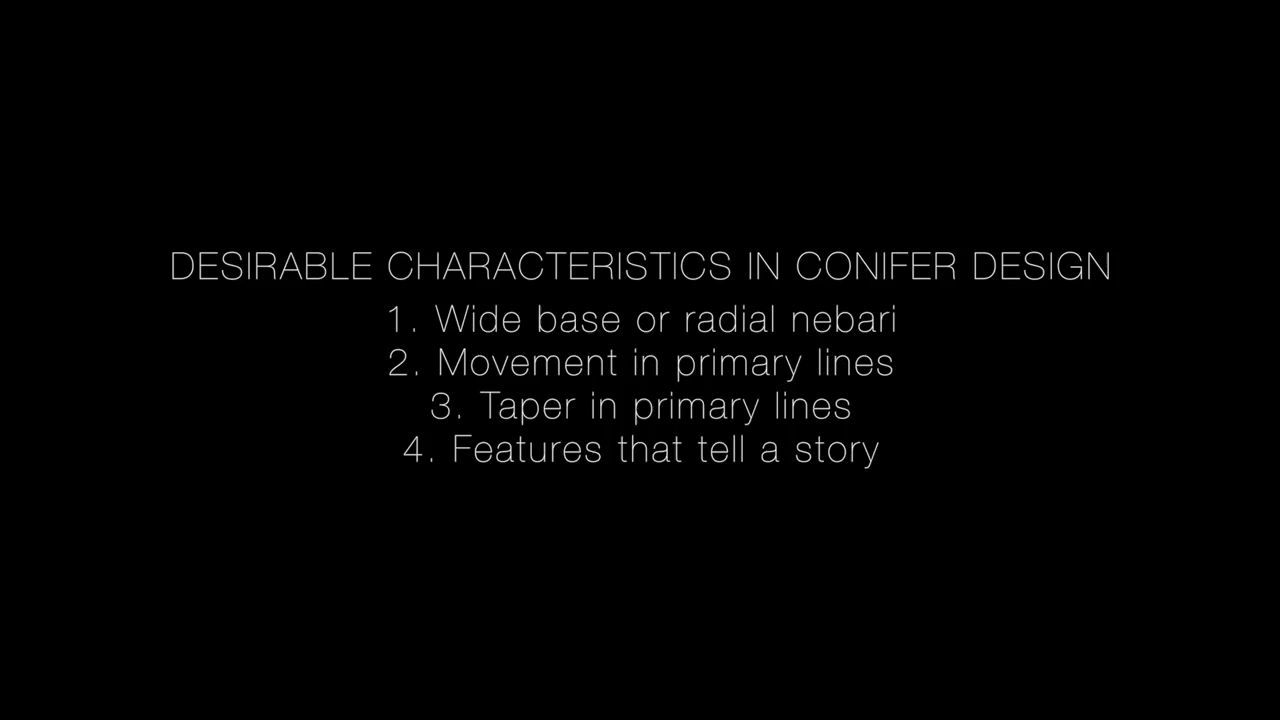 DESIRABLE CHARACTERISTICS IN CONIFER DESIGN
1. Wide base or radial nebari
2. Movement in primary lines
3. Taper in primary lines
4. Features that tell a story